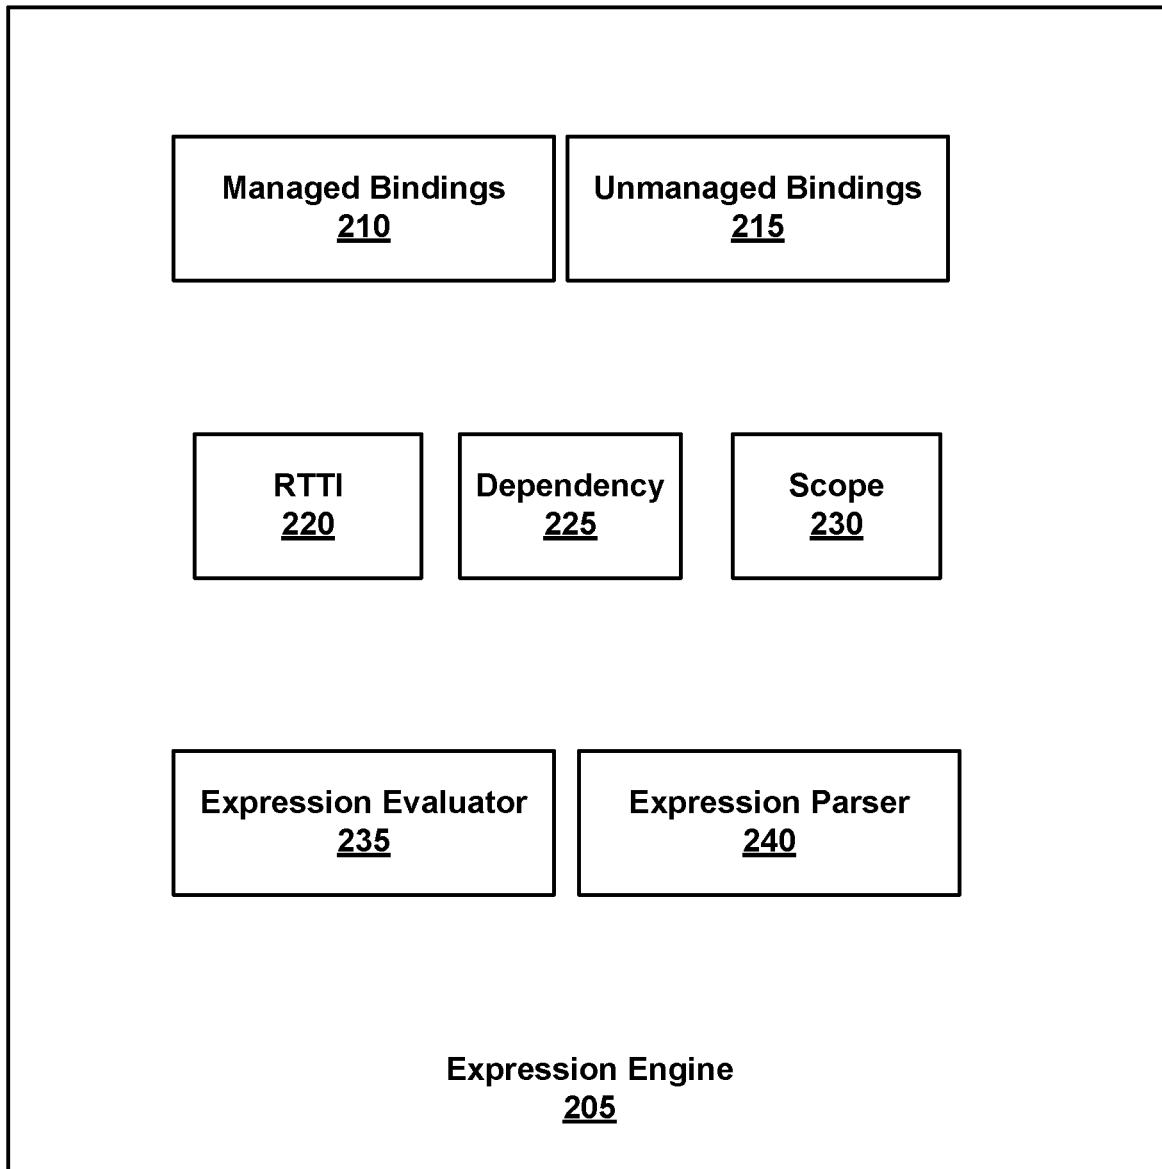 Managed Bindings
210
Unmanaged Bindings
215
RTTI
220
Dependency
225
Scope
230
Expression Evaluator
235
Expression Parser
240
Expression Engine
205